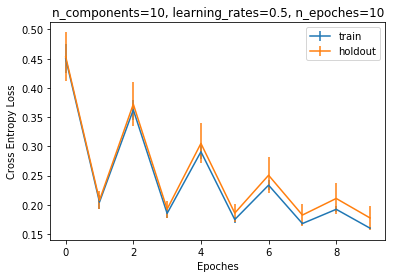 n_components=10, learning_rates=0.5, n_epoches=10
0.50
0.45
0.40
0.35
0.30
0.25
0.20
0.15
Cross Entropy Loss
train
holdout
0 2 4 6 8
Epoches